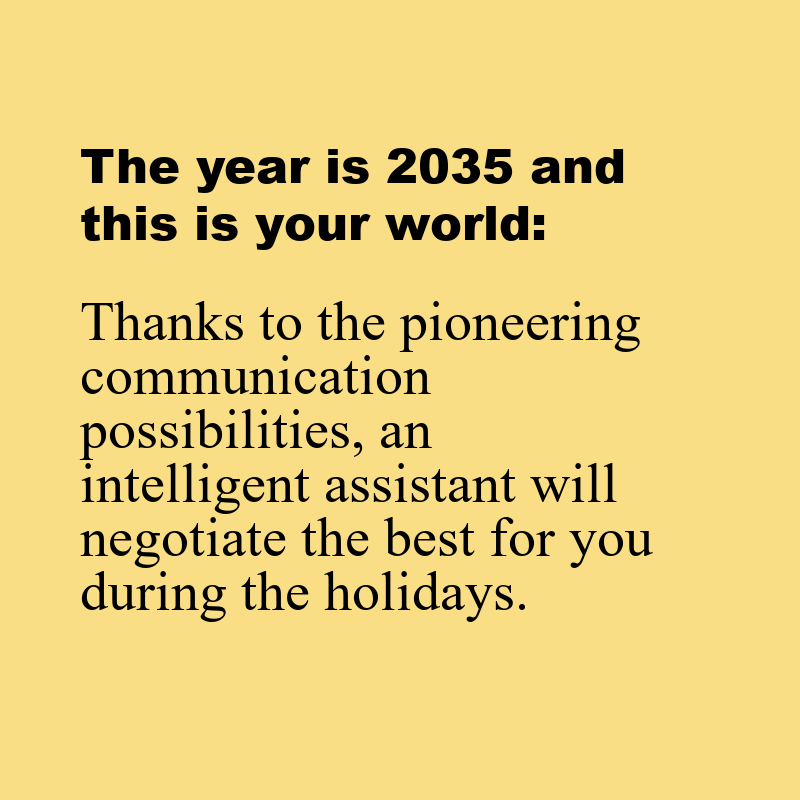 The year is 2035 and
this is your world:
Thanks to the pioneering
communication
possibilities, an
intelligent assistant will
negotiate the best for you
during the holidays.